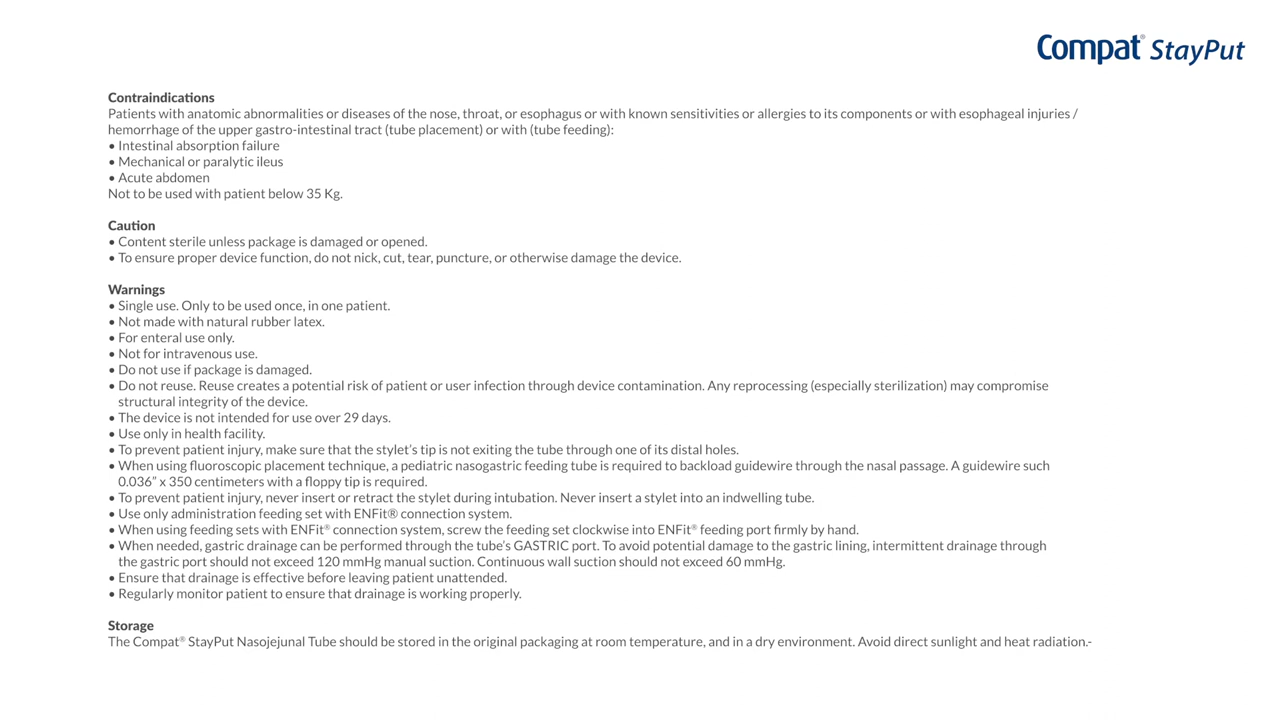 Compat® StayPut
Contraindications
Patients with anatomic abnormalities or diseases of the nose, throat, or esophagus or with known sensitivities or allergies to its components or with esophageal injuries /
hemorrhage of the upper gastro-intestinal tract (tube placement) or with (tube feeding):
• Intestinal absorption failure
• Mechanical or paralytic ileus
• Acute abdomen
Not to be used with patient below 35 Kg.
Caution
• Content sterile unless package is damaged or opened.
• To ensure proper device function, do not nick, cut, tear, puncture, or otherwise damage the device.
Warnings
• Single use. Only to be used once, in one patient.
• Not made with natural rubber latex.
• For enteral use only.
• Not for intravenous use.
• Do not use if package is damaged.
• Do not reuse. Reuse creates a potential risk of patient or user infection through device contamination. Any reprocessing (especially sterilization) may compromise
structural integrity of the device.
• The device is not intended for use over 29 days.
• Use only in health facility.
• To prevent patient injury, make sure that the stylet's tip is not exiting the tube through one of its distal holes.
• When using fluoroscopic placement technique, a pediatric nasogastric feeding tube is required to backload guidewire through the nasal passage. A guidewire such
0.036” x 350 centimeters with a floppy tip is required.
• To prevent patient injury, never insert or retract the stylet during intubation. Never insert a stylet into an indwelling tube.
• Use only administration feeding set with ENFit® connection system.
• When using feeding sets with ENFit® connection system, screw the feeding set clockwise into ENFit® feeding port firmly by hand.
• When needed, gastric drainage can be performed through the tube's GASTRIC port. To avoid potential damage to the gastric lining, intermittent drainage through
the gastric port should not exceed 120 mmHg manual suction. Continuous wall suction should not exceed 60 mmHg.
• Ensure that drainage is effective before leaving patient unattended.
• Regularly monitor patient to ensure that drainage is working properly.
Storage
The Compat® StayPut Nasojejunal Tube should be stored in the original packaging at room temperature, and in a dry environment. Avoid direct sunlight and heat radiation.-